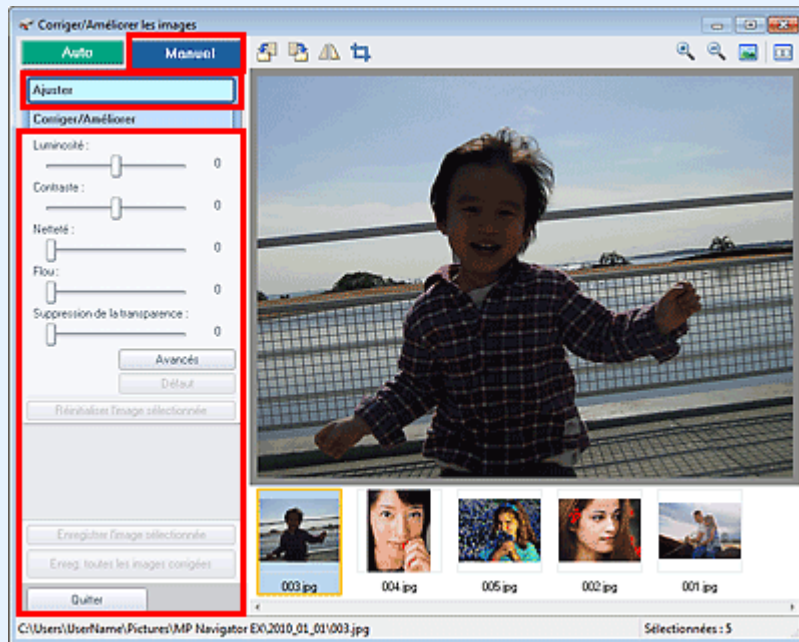 Corriger/Améliorer les images
Auto
Manuel
Ajuster
Corriger/Améliorer
Luminosité :
0
Contraste :
0
Netteté :
0
Flou :
0
Suppression de la transparence :
0
Avancés
Défaut
Réinitialiser l'image sélectionnée
Enregistrer l'image sélectionnée
Enreg. toutes les images corrigées
Quitter
003.jpg
004.jpg
005.jpg
002.jpg
001.jpg
C:\Users\UserName\Pictures\MP Navigator EX\2010_01_01\003.jpg
Sélectionnées : 5